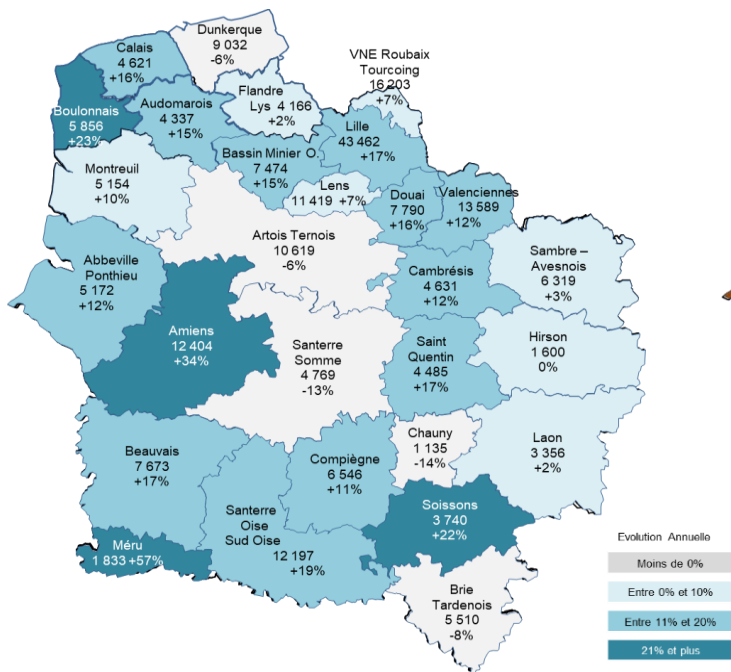 Dunkerque
9 032
-6%
Calais
4 621
+16%
VNE Roubaix
Tourcoing
16 203
+7%
Boulonnais
5 856
+23%
Audomarois
4 337
+15%
Flandre
Lys 4 166
+2%
Lille
43 462
+17%
Bassin Minier O.
7 474
+15%
Montreuil
5 154
+10%
Lens
11 419 +7%
Douai
7 790
+16%
Valenciennes
13 589
+12%
Artois Ternois
10 619
-6%
Sambre –
Avesnois
6 319
+3%
Abbeville
Ponthieu
5 172
+12%
Cambrésis
4 631
+12%
Amiens
12 404
+34%
Santerre
Somme
4 769
-13%
Saint
Quentin
4 485
+17%
Hirson
1 600
0%
Chauny
1 135
-14%
Laon
3 356
+2%
Beauvais
7 673
+17%
Compiègne
6 546
+11%
Soissons
3 740
+22%
Santerre
Oise
Sud Oise
12 197
+19%
Méru
1 833 +57%
Brie
Tardenois
5 510
-8%
Evolution Annuelle
Moins de 0%
Entre 0% et 10%
Entre 11% et 20%
21% et plus